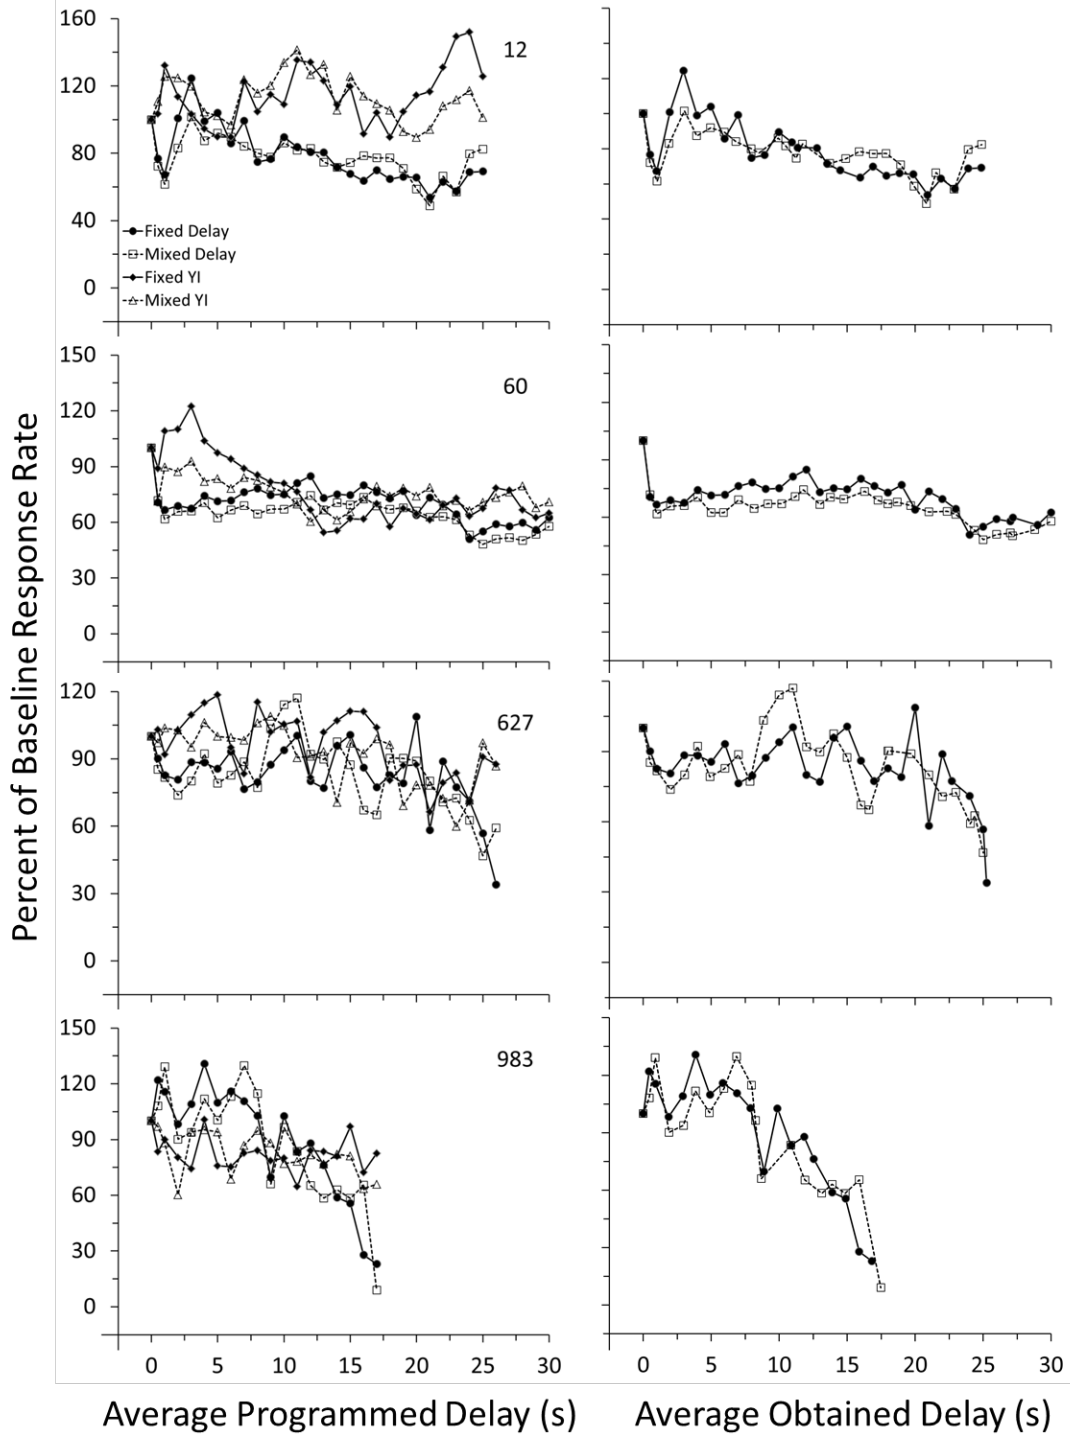 Percent of Baseline Response Rate
160
12
120
80
40
0
Fixed Delay
Mixed Delay
Fixed YI
Mixed YI
150
60
120
90
60
30
0
120
627
90
60
30
0
150
983
120
90
60
30
0
0 5 10 15 20 25 30
0 5 10 15 20 25 30
Average Programmed Delay (s)
Average Obtained Delay (s)